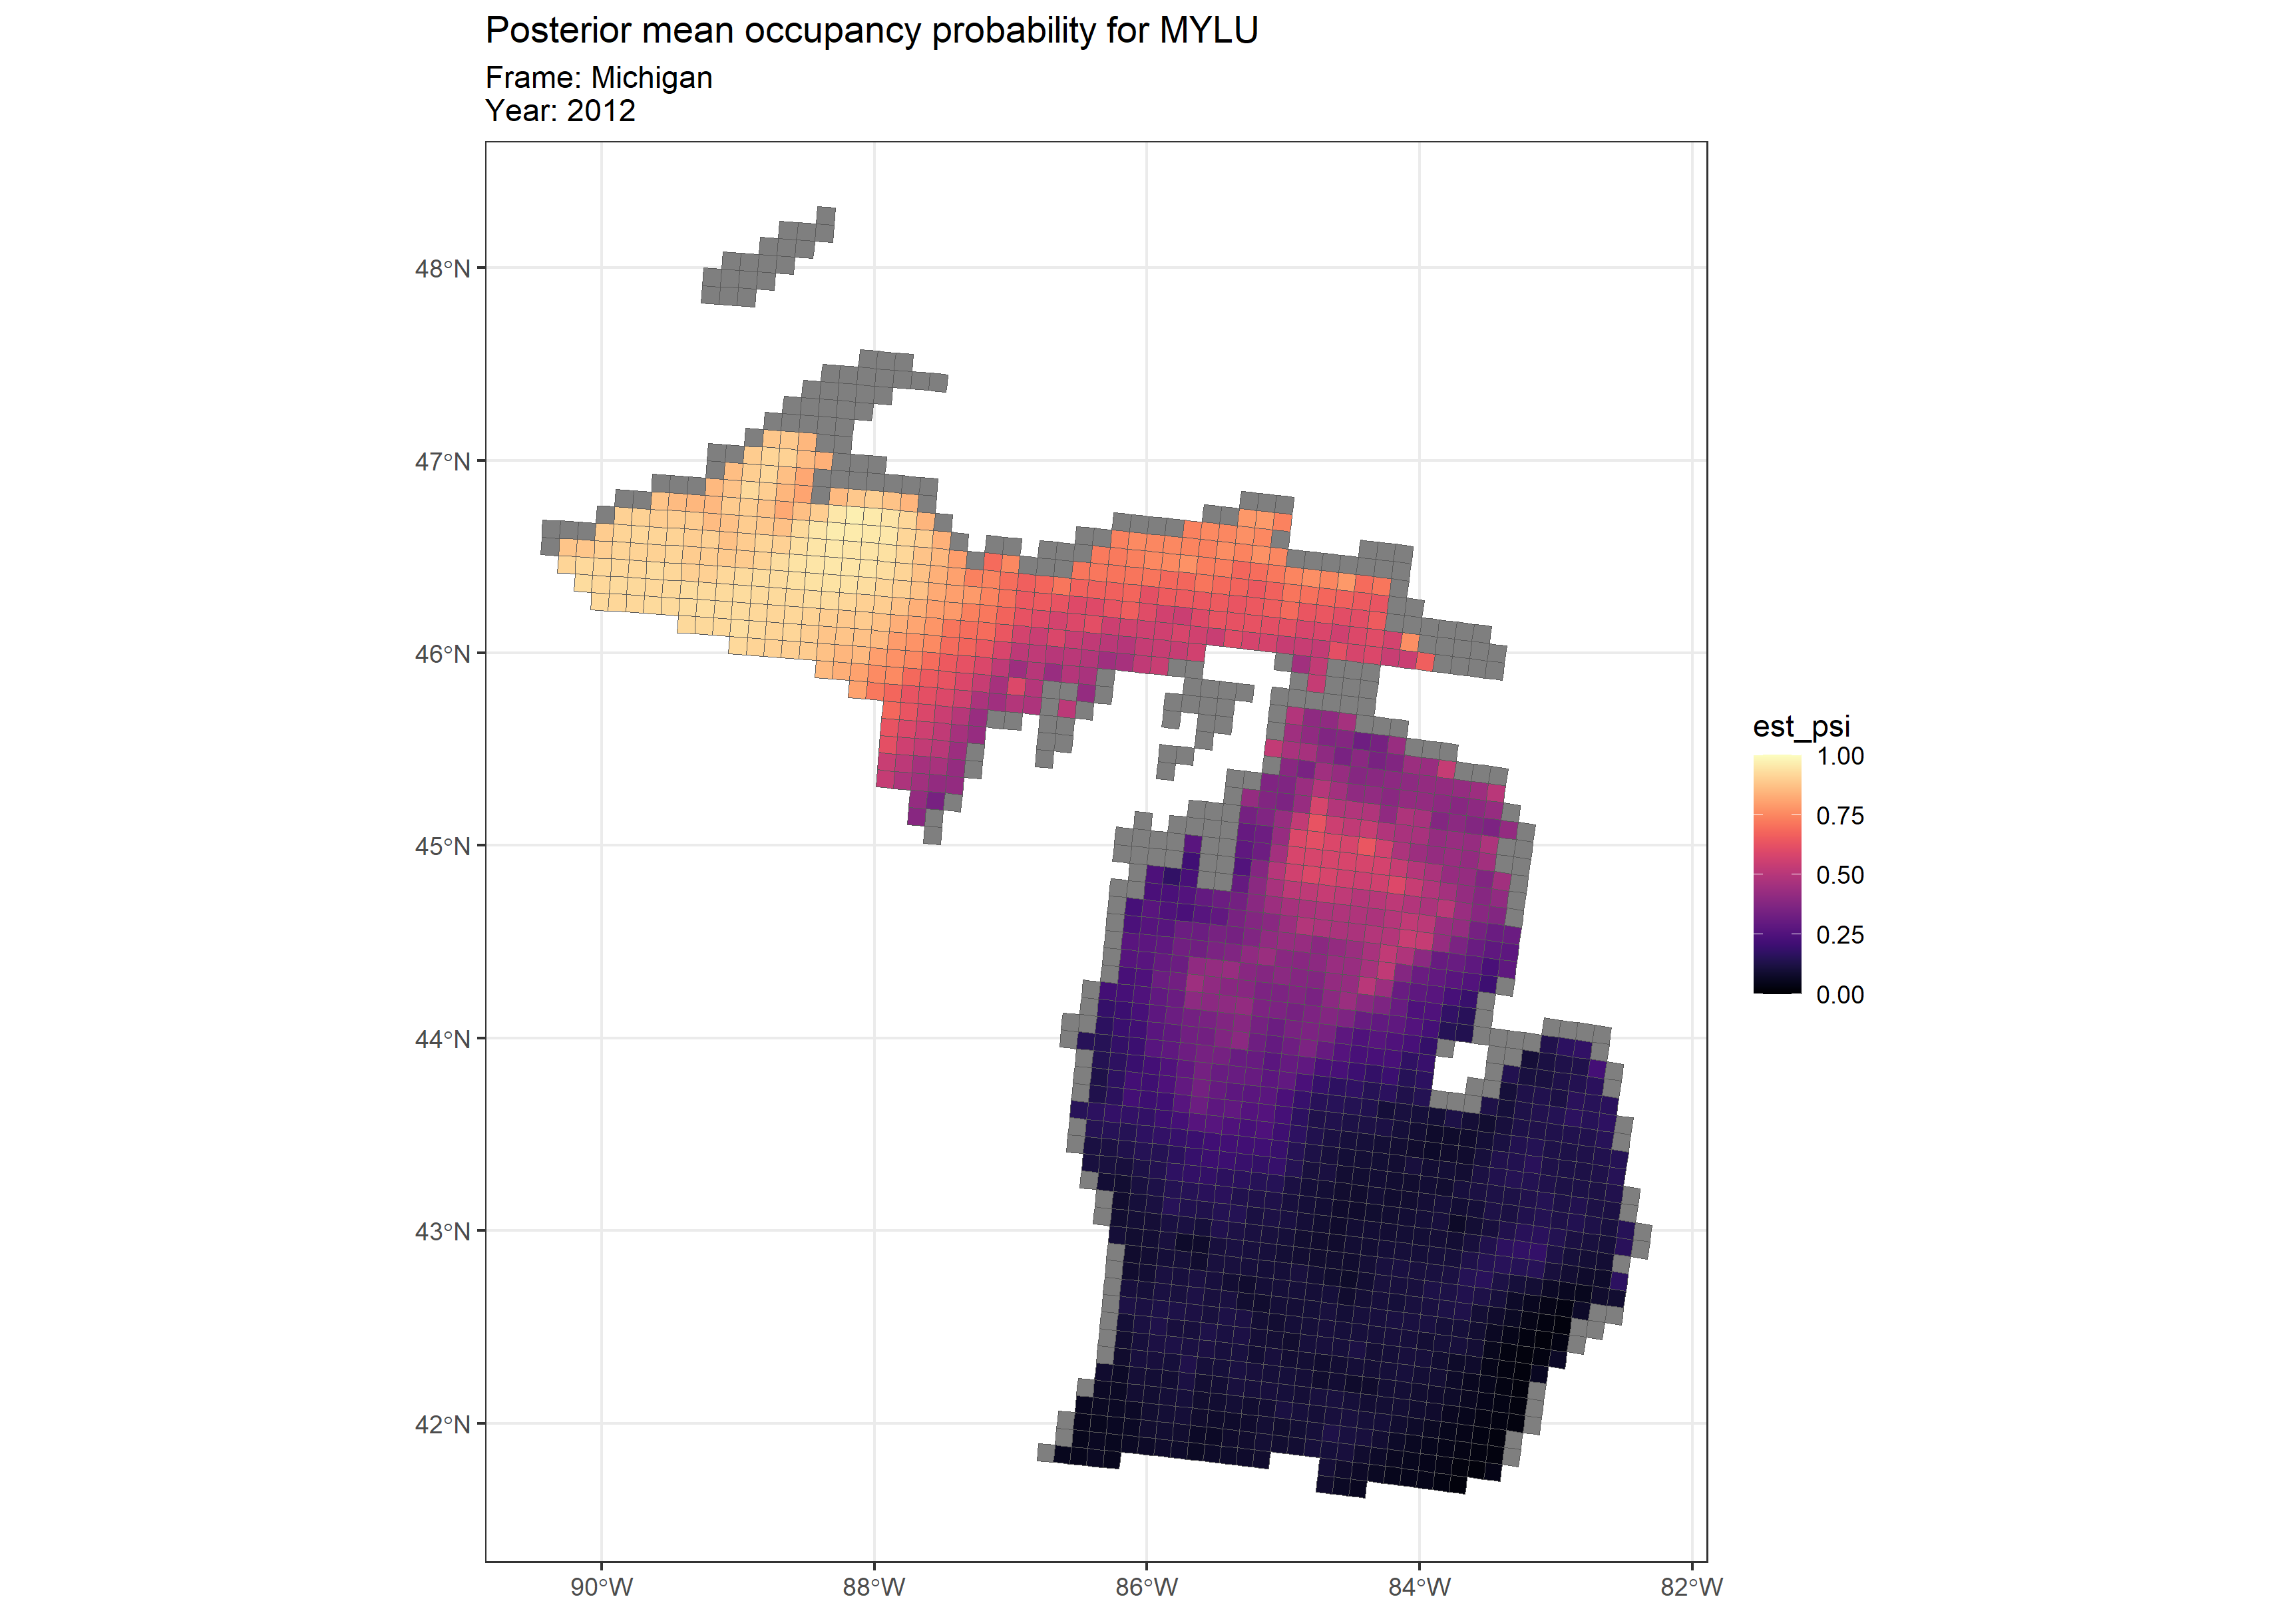 Posterior mean occupancy probability for MYLU
Frame: Michigan
Year: 2012
48°N
47°N
46°N
45°N
44°N
43°N
42°N
90°W
88°W
86°W
84°W
82°W
est_psi
1.00
0.75
0.50
0.25
0.00